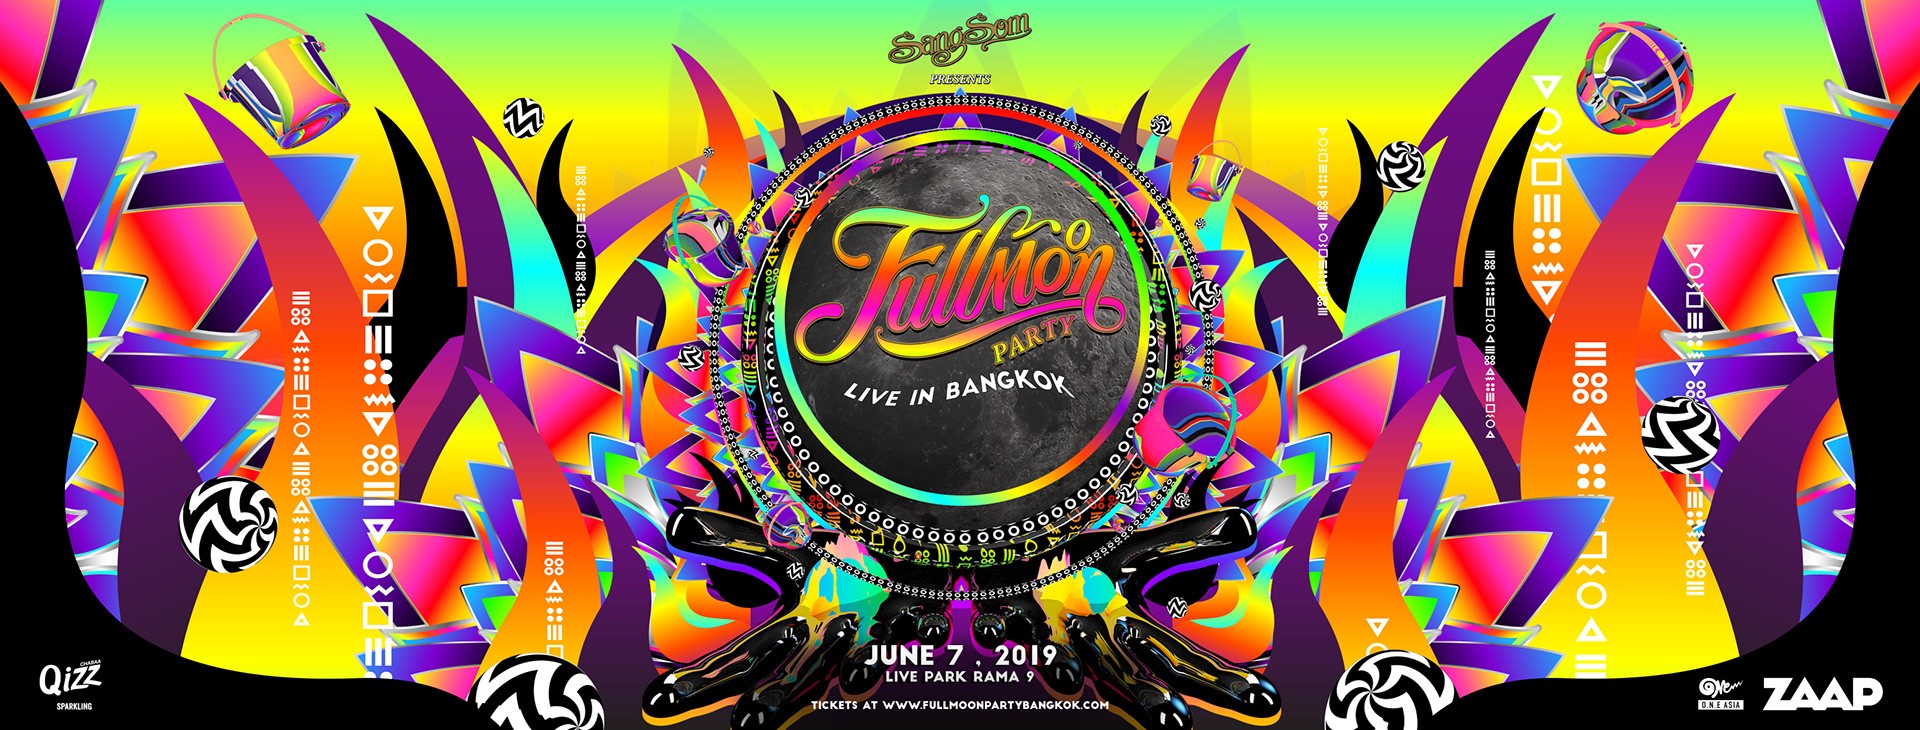 SangSom
PRESENTS
Fullmoon
PARTY
LIVE IN BANGKOK
JUNE 7 , 2019
LIVE PARK RAMA 9
TICKETS AT WWW.FULLMOONPARTYBANGKOK.COM
CHABAA
Qizz
SPARKLING
One
O.N.E ASIA
ZAAP